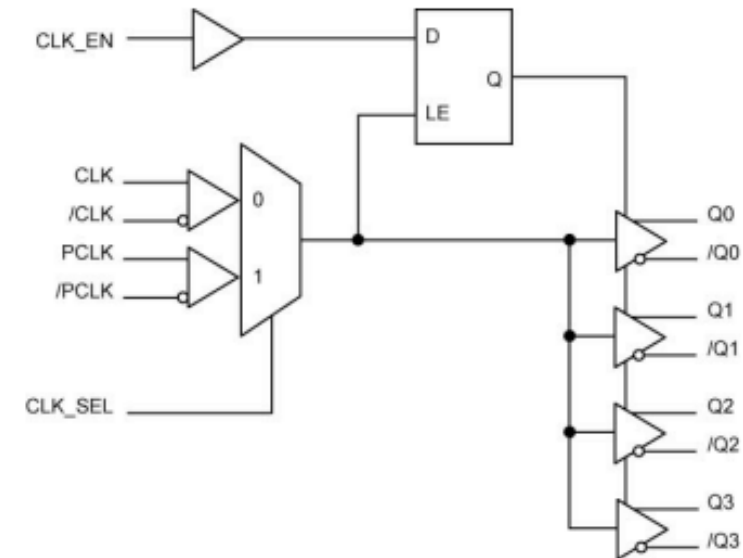 CLK_EN
D
Q
LE
CLK
0
/CLK
PCLK
1
/PCLK
CLK_SEL
Q0
/Q0
Q1
/Q1
Q2
/Q2
Q3
/Q3